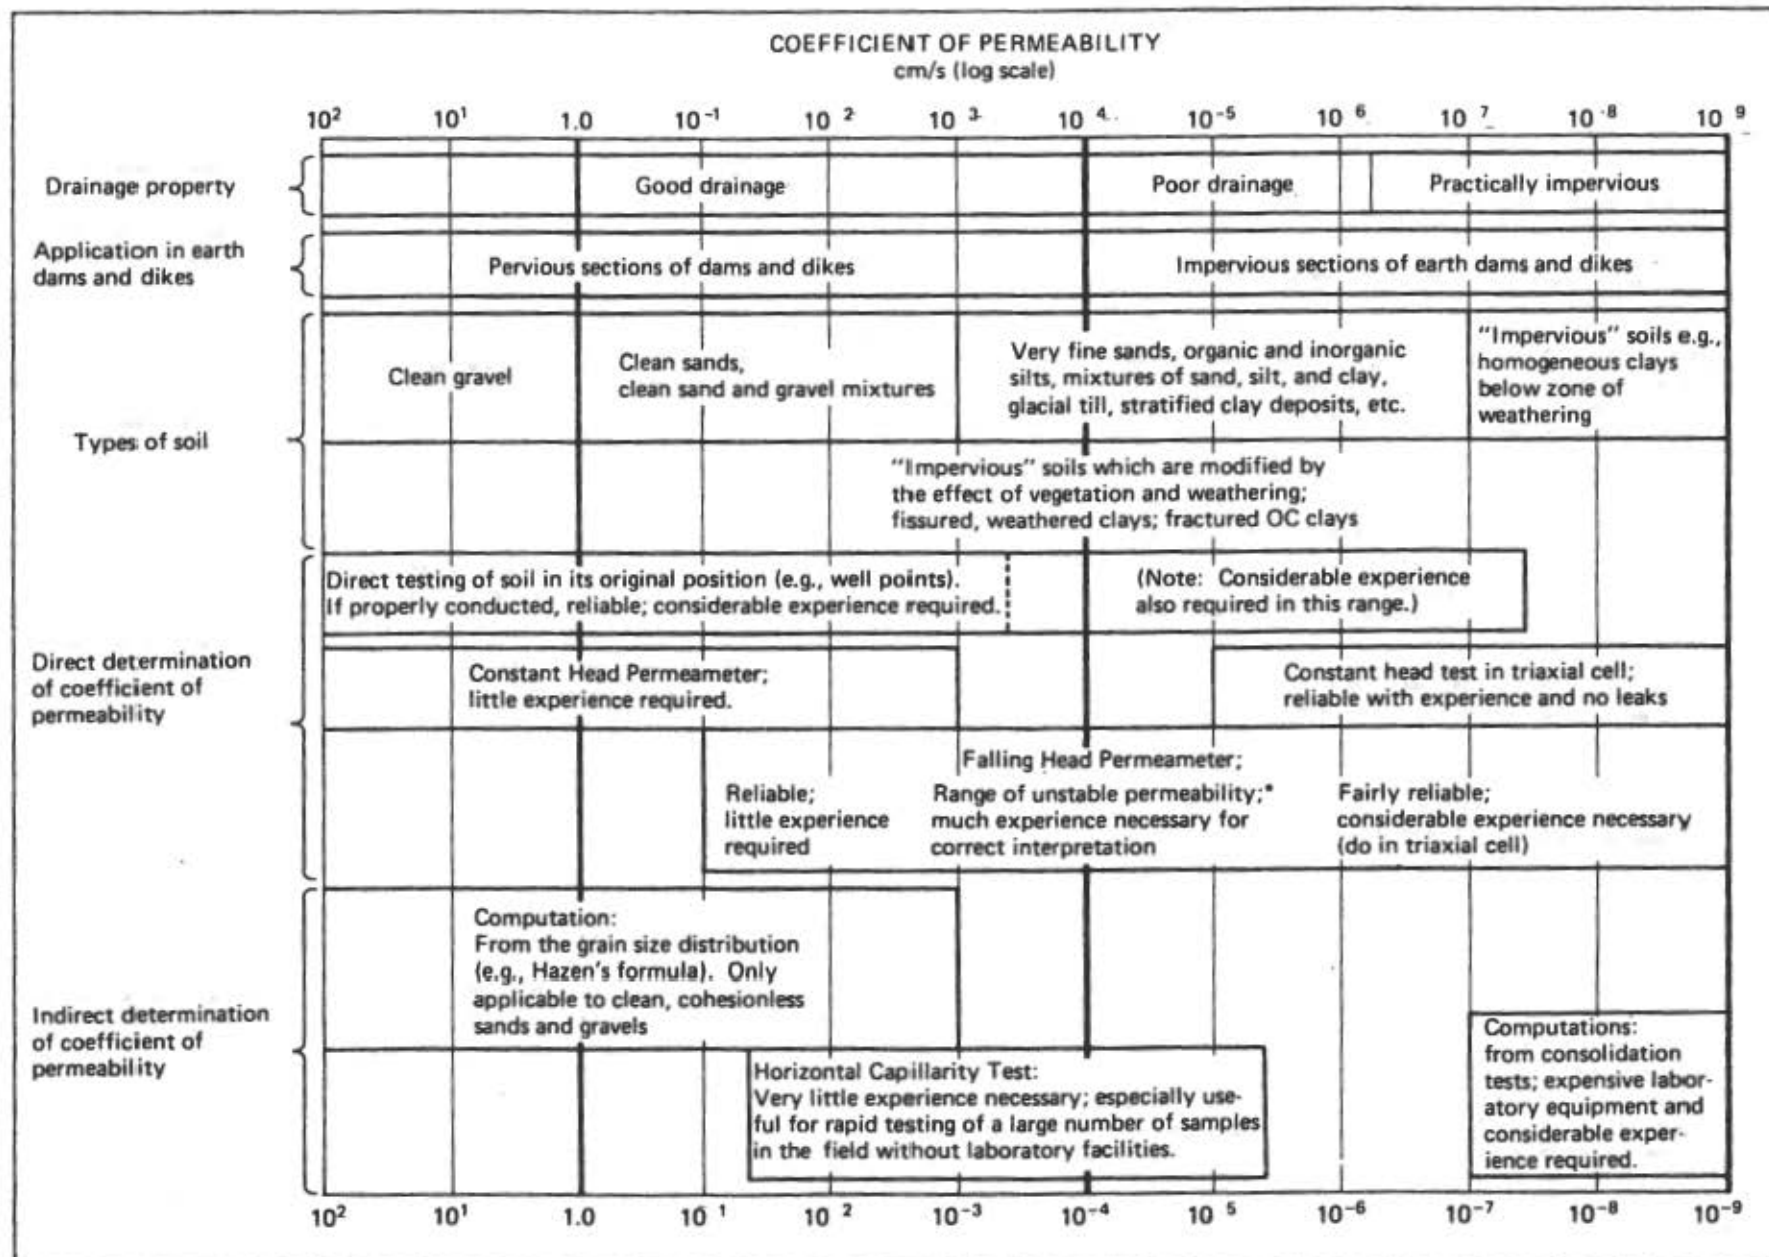 COEFFICIENT OF PERMEABILITY
cm/s (log scale)
10² 10¹ 1.0 10⁻¹ 10 ² 10 ³ 10 ⁴ 10⁻⁵ 10 ⁶ 10 ⁷ 10 ⁸ 10 ⁹
Drainage property
Good drainage
Poor drainage
Practically impervious
Application in earth
dams and dikes
Pervious sections of dams and dikes
Impervious sections of earth dams and dikes
Types of soil
Clean gravel
Clean sands,
clean sand and gravel mixtures
Very fine sands, organic and inorganic
silts, mixtures of sand, silt, and clay,
glacial till, stratified clay deposits, etc.
"Impervious" soils e.g.,
homogeneous clays
below zone of
weathering
"Impervious" soils which are modified by
the effect of vegetation and weathering;
fissured, weathered clays; fractured OC clays
Direct determination
of coefficient of
permeability
Direct testing of soil in its original position (e.g., well points).
If properly conducted, reliable; considerable experience required.
(Note: Considerable experience
also required in this range.)
Constant Head Permeameter;
little experience required.
Constant head test in triaxial cell;
reliable with experience and no leaks
Falling Head Permeameter;
Reliable;
little experience
required
Range of unstable permeability;*
much experience necessary for
correct interpretation
Fairly reliable;
considerable experience necessary
(do in triaxial cell)
Indirect determination
of coefficient of
permeability
Computation:
From the grain size distribution
(e.g., Hazen's formula). Only
applicable to clean, cohesionless
sands and gravels
Horizontal Capillarity Test:
Very little experience necessary; especially use-
ful for rapid testing of a large number of samples
in the field without laboratory facilities.
Computations:
from consolidation
tests; expensive labor-
atory equipment and
considerable exper-
ience required.
10² 10¹ 1.0 10 ¹ 10 ² 10⁻³ 10⁻⁴ 10 ⁵ 10⁻⁶ 10⁻⁷ 10⁻⁸ 10⁻⁹